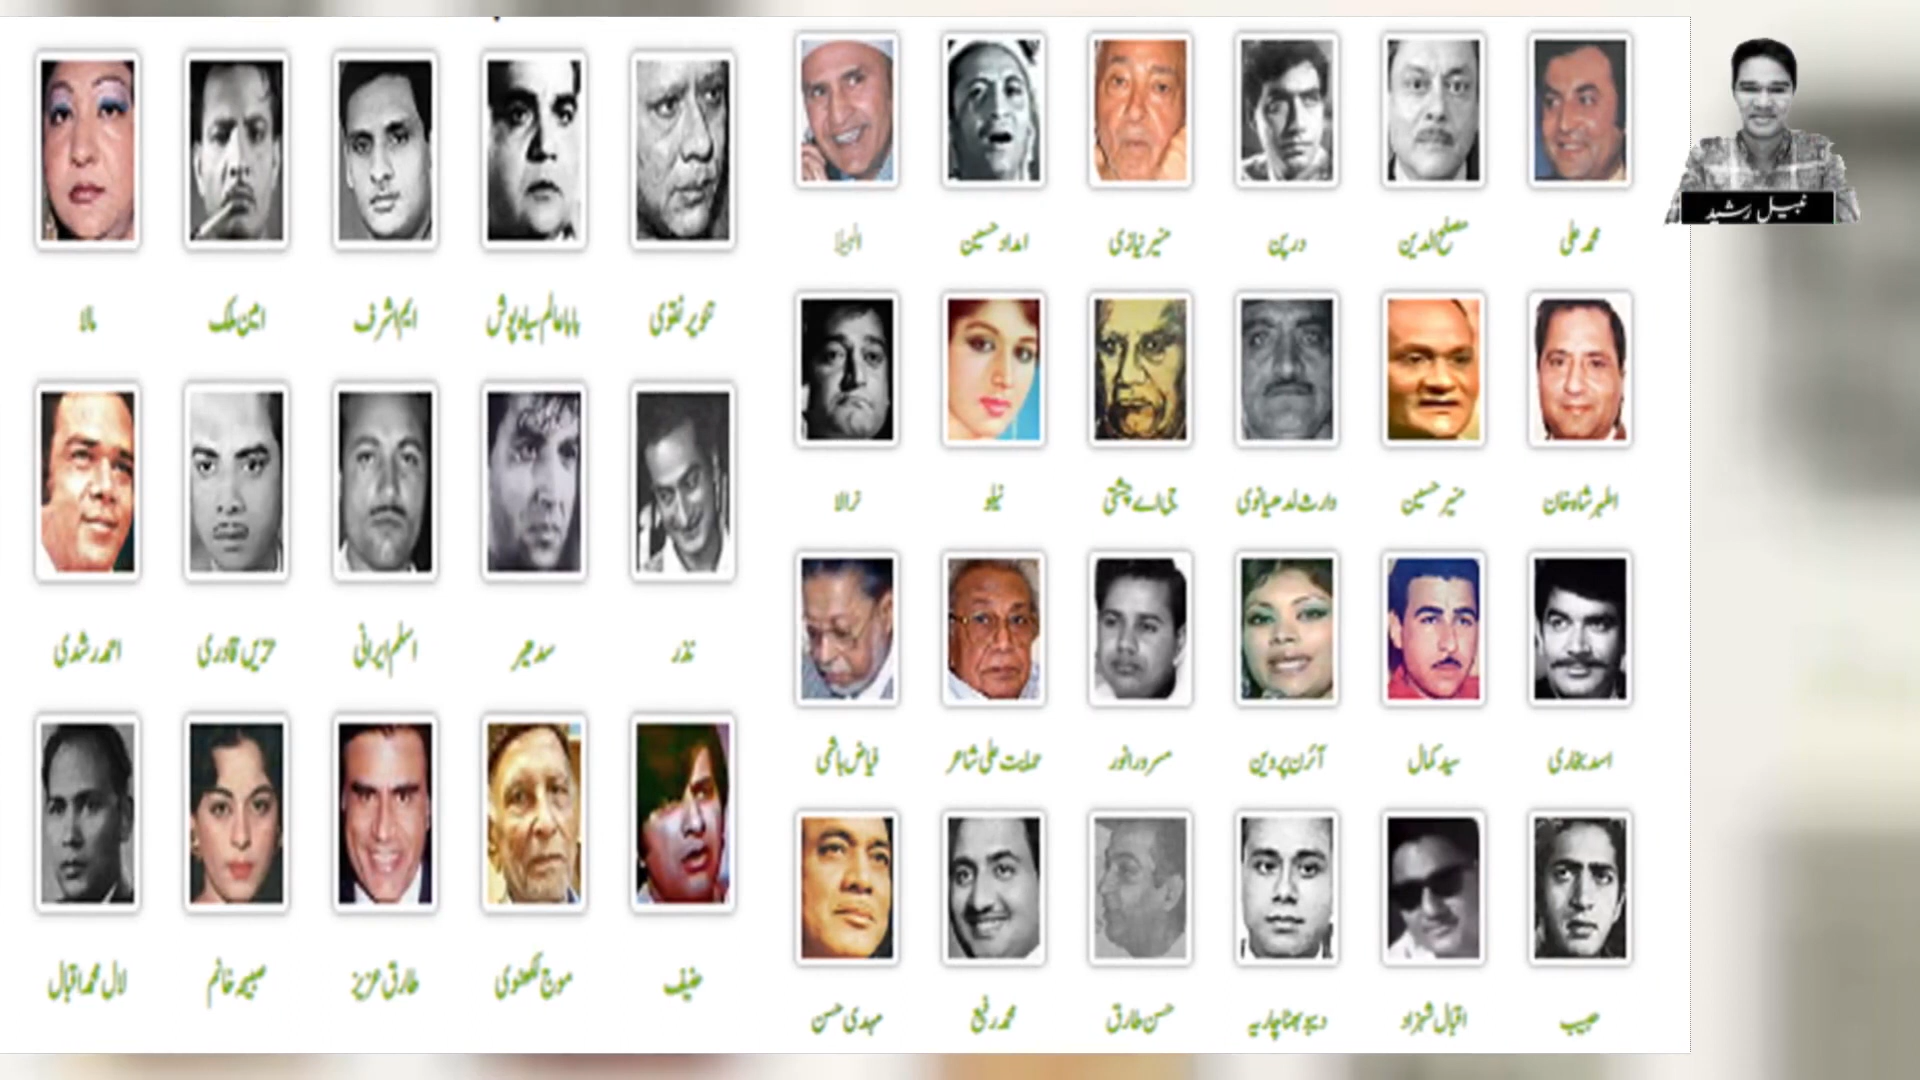 محمد علی مصلح الدین درپن منیر نیازی امداد حسین البیلا
تنویر نقوی بابا عالم سیاہ پوش ایم اشرف امین ملک مالا
اطہر شاہ خان منیر حسین وارث لدھیانوی جی اے چشتی نیلو نرالا
نذر سدھیر اسلم ایرانی حزیں قادری احمد رشدی
اسد بخاری سید کمال آئرن پروین مسرور انور حمایت علی شاعر فیاض ہاشمی
حنیف موج لکھنوی طارق عزیز صبیحہ خانم لال محمد اقبال
حبیب اقبال شہزاد دیبو بھٹاچاریہ حسن طارق محمد رفیع مہدی حسن
نبیل رشید